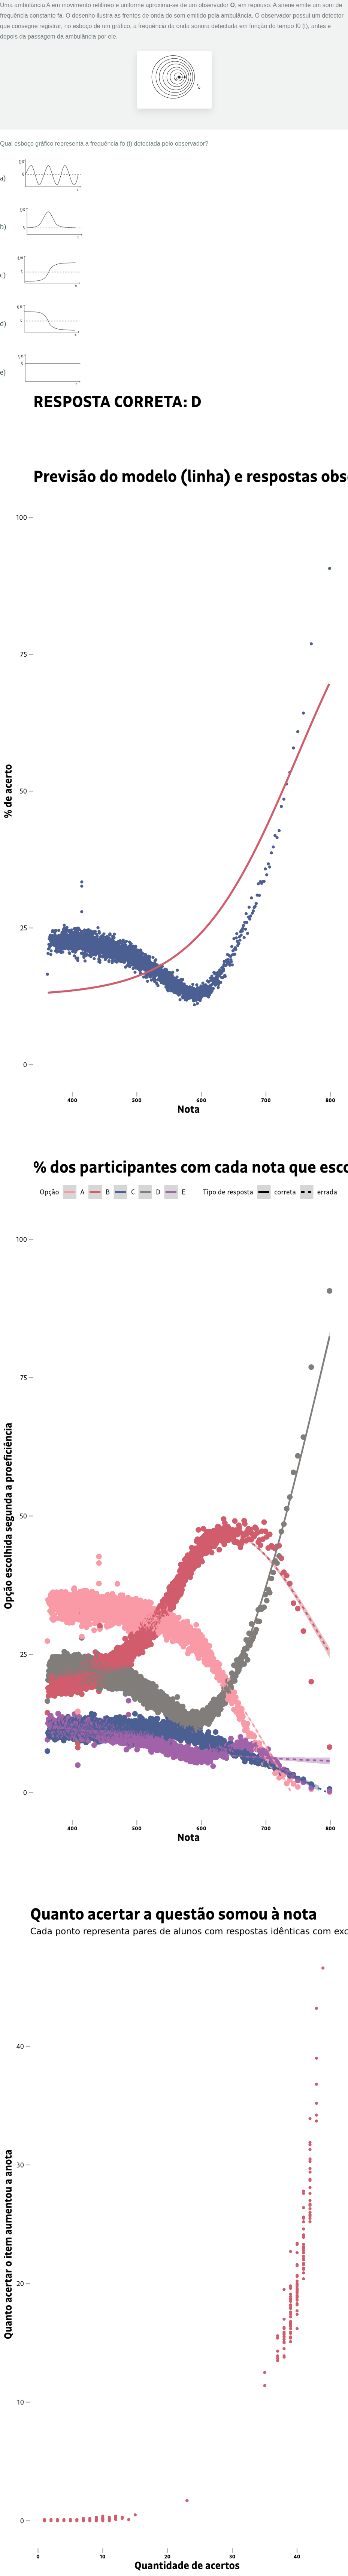 Uma ambulância A em movimento retilíneo e uniforme aproxima-se de um observador O, em repouso. A sirene emite um som de
frequência constante fa. O desenho ilustra as frentes de onda do som emitido pela ambulância. O observador possui um detector
que consegue registrar, no esboço de um gráfico, a frequência da onda sonora detectada em função do tempo f0 (t), antes e
depois da passagem da ambulância por ele.
Qual esboço gráfico representa a frequência fo (t) detectada pelo observador?
a)
b)
c)
d)
e)
RESPOSTA CORRETA: D
Previsão do modelo (linha) e respostas obs
100
75
50
25
0
% de acerto
400 500 600 700 800
Nota
% dos participantes com cada nota que esco
Opção A B C D E Tipo de resposta correta errada
100
75
50
25
0
Opção escolhida segundo a proeficiência
400 500 600 700 800
Nota
Quanto acertar a questão somou à nota
Cada ponto representa pares de alunos com respostas idênticas com exc
40
30
20
10
0
Quanto acertar o item aumentou a anota
0 10 20 30 40
Quantidade de acertos